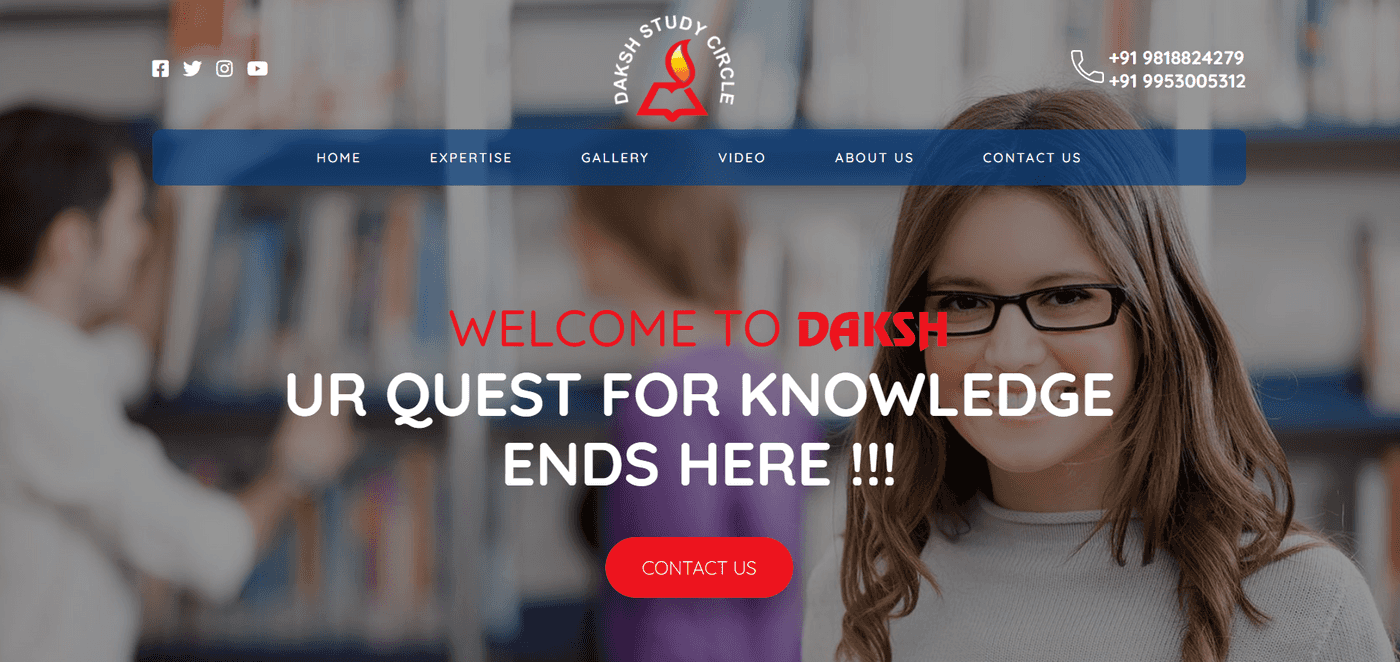 DAKSH STUDY CIRCLE
+91 9818824279
+91 9953005312
HOME EXPERTISE GALLERY VIDEO ABOUT US CONTACT US
WELCOME TO DAKSH
UR QUEST FOR KNOWLEDGE
ENDS HERE !!!
CONTACT US